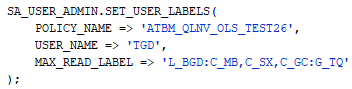 SA_USER_ADMIN.SET_USER_LABELS(
POLICY_NAME => 'ATBM_QLNV_OLS_TEST26',
USER_NAME => 'TGD',
MAX_READ_LABEL => 'L_BGD:C_MB,C_SX,C_GC:G_TQ'
);